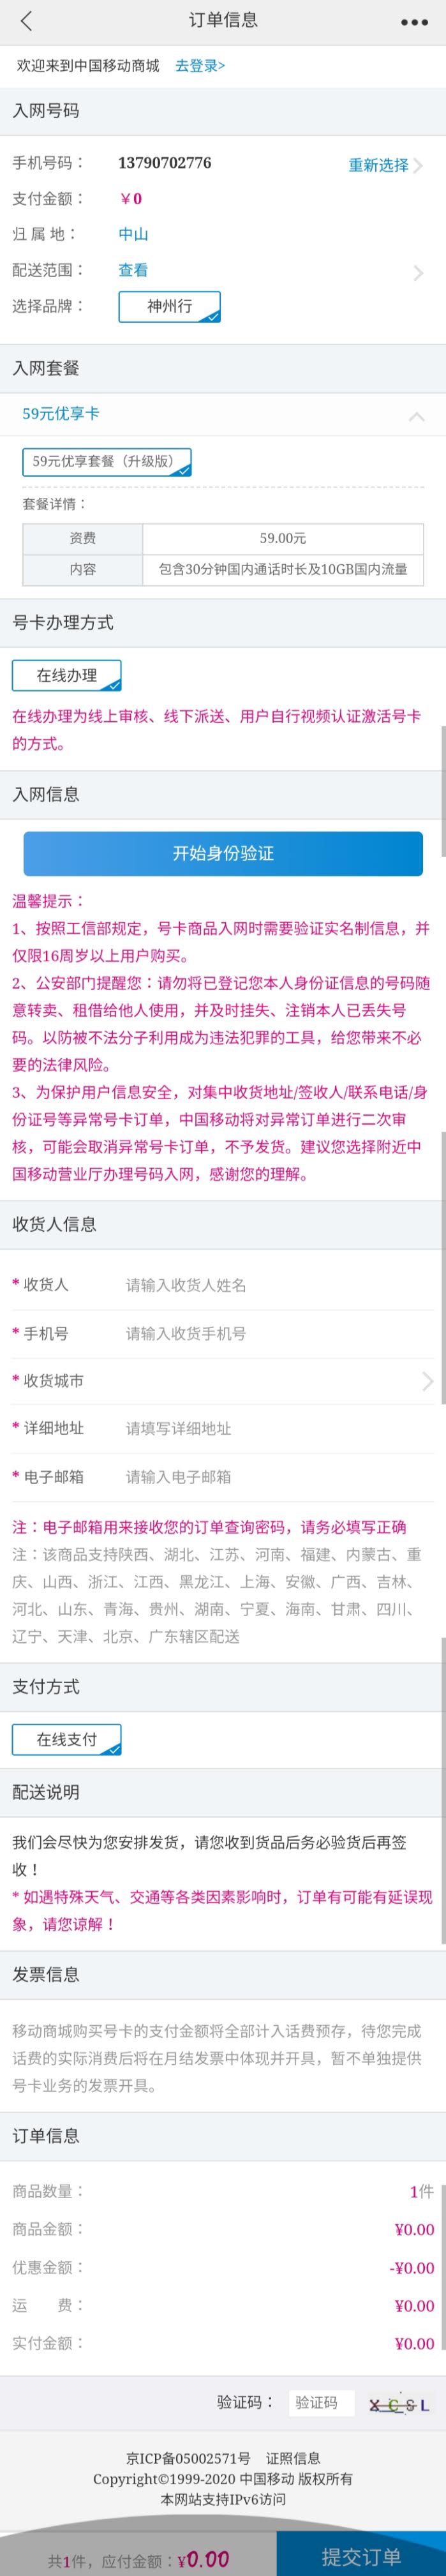 订单信息
欢迎来到中国移动商城 去登录>
入网号码
手机号码： 13790702776 重新选择
支付金额： ￥0
归 属 地： 中山
配送范围： 查看
选择品牌： 神州行
入网套餐
59元优享卡
59元优享套餐（升级版）
套餐详情：
资费 59.00元
内容 包含30分钟国内通话时长及10GB国内流量
号卡办理方式
在线办理
在线办理为线上审核、线下派送、用户自行视频认证激活号卡
的方式。
入网信息
开始身份验证
温馨提示：
1、按照工信部规定，号卡商品入网时需要验证实名制信息，并
仅限16周岁以上用户购买。
2、公安部门提醒您：请勿将已登记您本人身份证信息的号码随
意转卖、租借给他人使用，并及时挂失、注销本人已丢失号
码。以防被不法分子利用成为违法犯罪的工具，给您带来不必
要的法律风险。
3、为保护用户信息安全，对集中收货地址/签收人/联系电话/身
份证号等异常号卡订单，中国移动将对异常订单进行二次审
核，可能会取消异常号卡订单，不予发货。建议您选择附近中
国移动营业厅办理号码入网，感谢您的理解。
收货人信息
* 收货人 请输入收货人姓名
* 手机号 请输入收货手机号
* 收货城市
* 详细地址 请填写详细地址
* 电子邮箱 请输入电子邮箱
注：电子邮箱用来接收您的订单查询密码，请务必填写正确
注：该商品支持陕西、湖北、江苏、河南、福建、内蒙古、重
庆、山西、浙江、江西、黑龙江、上海、安徽、广西、吉林、
河北、山东、青海、贵州、湖南、宁夏、海南、甘肃、四川、
辽宁、天津、北京、广东辖区配送
支付方式
在线支付
配送说明
我们会尽快为您安排发货，请您收到货品后务必验货后再签
收！
* 如遇特殊天气、交通等各类因素影响时，订单有可能有延误现
象，请您谅解！
发票信息
移动商城购买号卡的支付金额将全部计入话费预存，待您完成
话费的实际消费后将在月结发票中体现并开具，暂不单独提供
号卡业务的发票开具。
订单信息
商品数量： 1件
商品金额： ¥0.00
优惠金额： -¥0.00
运 费： ¥0.00
实付金额： ¥0.00
验证码： 验证码 X C S L
京ICP备05002571号 证照信息
Copyright©1999-2020 中国移动 版权所有
本网站支持IPv6访问
共1件，应付金额：¥0.00 提交订单